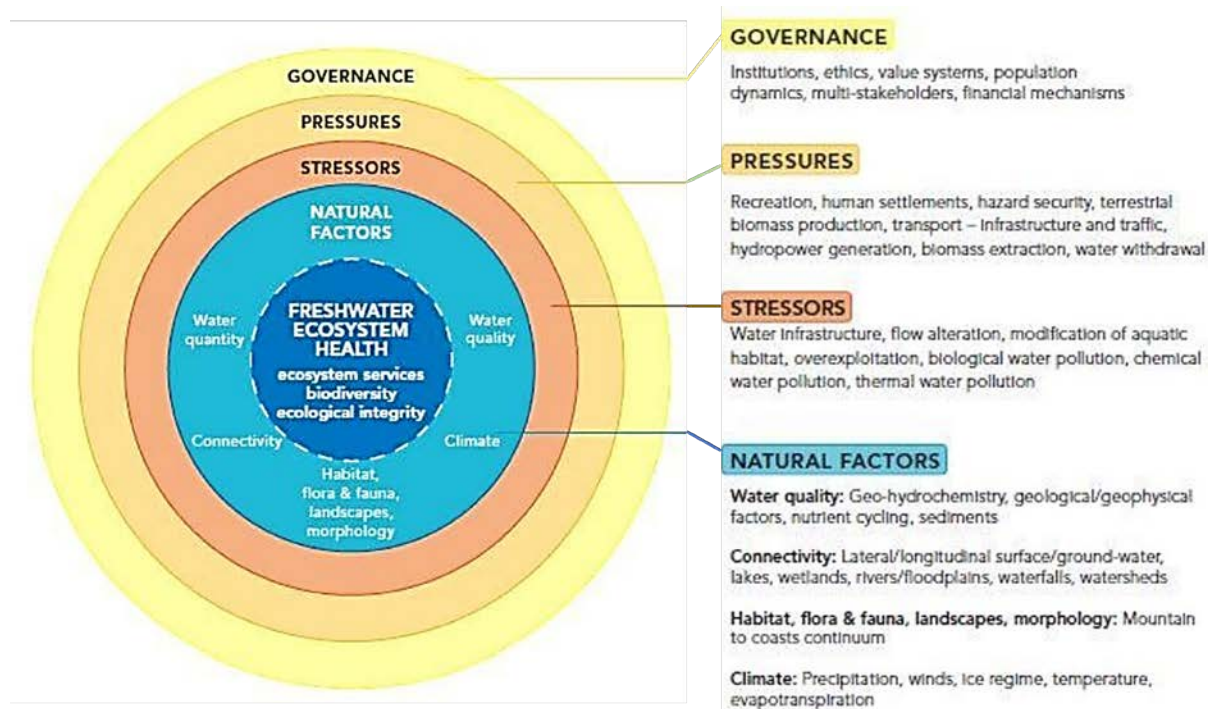 GOVERNANCE
PRESSURES
STRESSORS
NATURAL
FACTORS
Water
quantity
FRESHWATER
ECOSYSTEM
HEALTH
ecosystem services
biodiversity
ecological integrity
Water
quality
Connectivity
Climate
Habitat,
flora & fauna,
landscapes,
morphology
GOVERNANCE
Institutions, ethics, value systems, population
dynamics, multi-stakeholders, financial mechanisms
PRESSURES
Recreation, human settlements, hazard security, terrestrial
biomass production, transport – infrastructure and traffic,
hydropower generation, biomass extraction, water withdrawal
STRESSORS
Water infrastructure, flow alteration, modification of aquatic
habitat, overexploitation, biological water pollution, chemical
water pollution, thermal water pollution
NATURAL FACTORS
Water quality: Geo-hydrochemistry, geological/geophysical
factors, nutrient cycling, sediments
Connectivity: Lateral/longitudinal surface/ground-water,
lakes, wetlands, rivers/floodplains, waterfalls, watersheds
Habitat, flora & fauna, landscapes, morphology: Mountain
to coasts continuum
Climate: Precipitation, winds, ice regime, temperature,
evapotranspiration